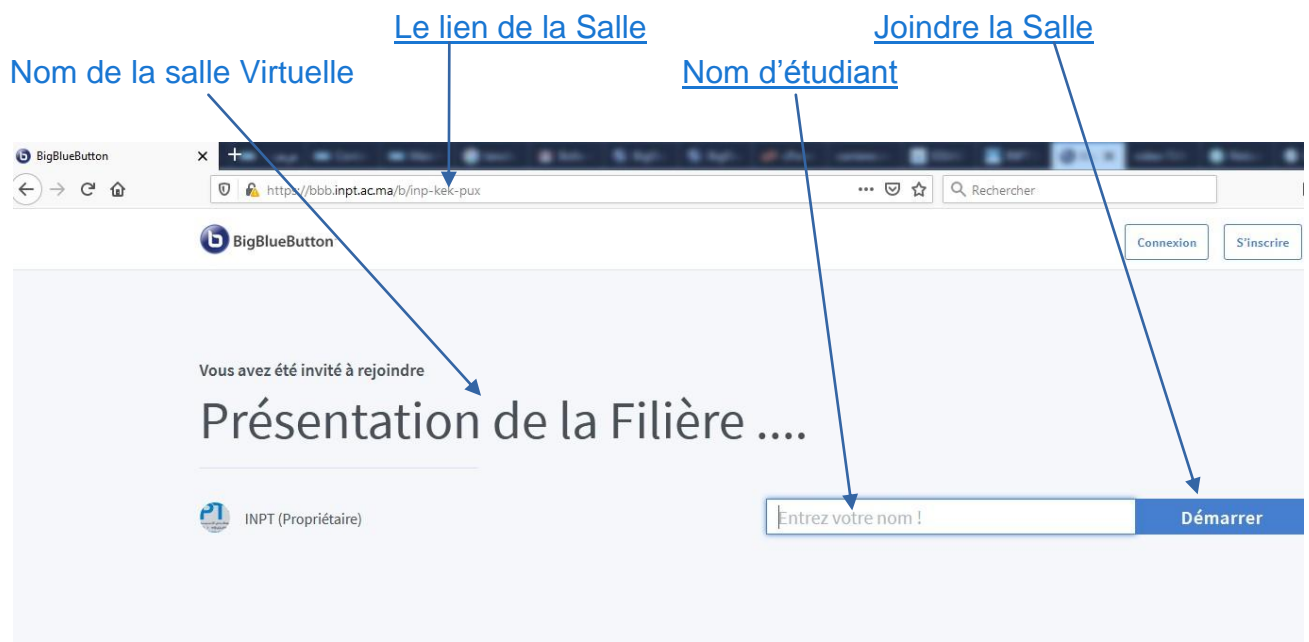 Le lien de la Salle
Joindre la Salle
Nom de la salle Virtuelle
Nom d’étudiant
BigBlueButton
https://bbb.inpt.ac.ma/b/inp-kek-pux
Rechercher
BigBlueButton
Connexion
S'inscrire
Vous avez été invité à rejoindre
Présentation de la Filière ....
INPT (Propriétaire)
Entrez votre nom !
Démarrer